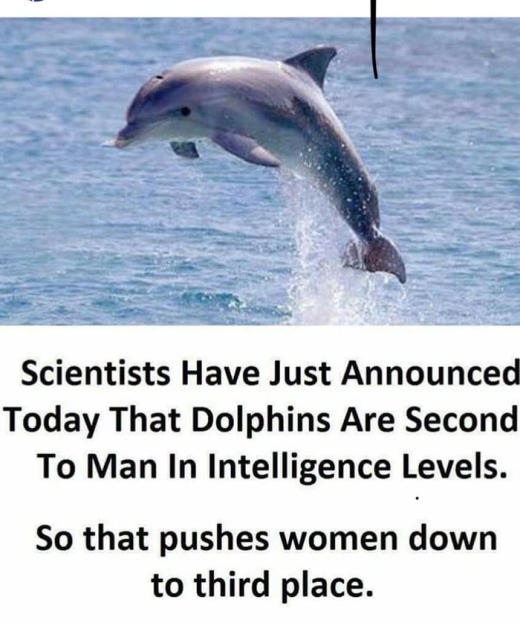 Scientists Have Just Announced
Today That Dolphins Are Second
To Man In Intelligence Levels.
So that pushes women down
to third place.